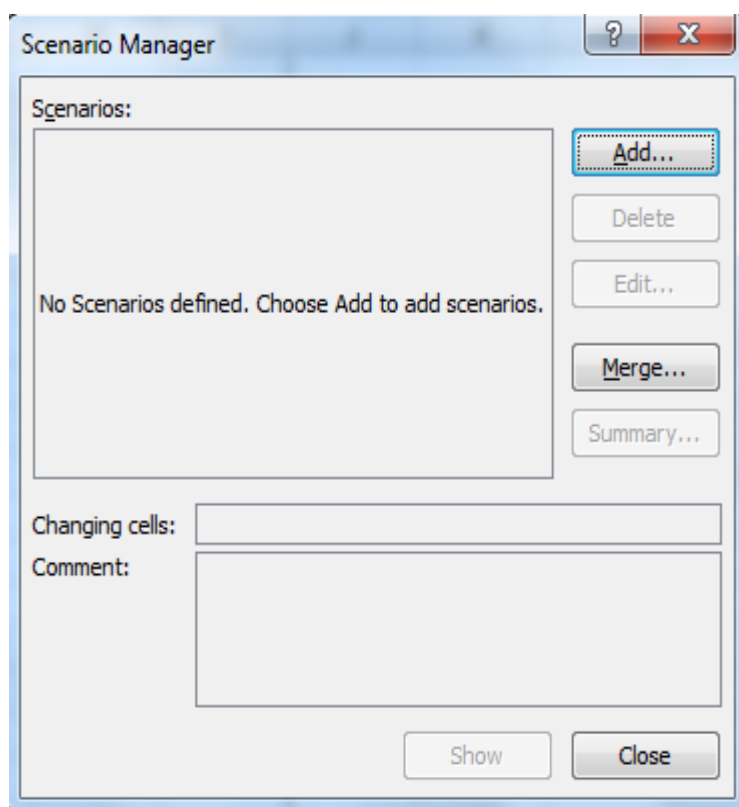 Scenario Manager
?
X
Scenarios:
Add...
Delete
No Scenarios defined. Choose Add to add scenarios.
Edit...
Merge...
Summary...
Changing cells:
Comment:
Show
Close